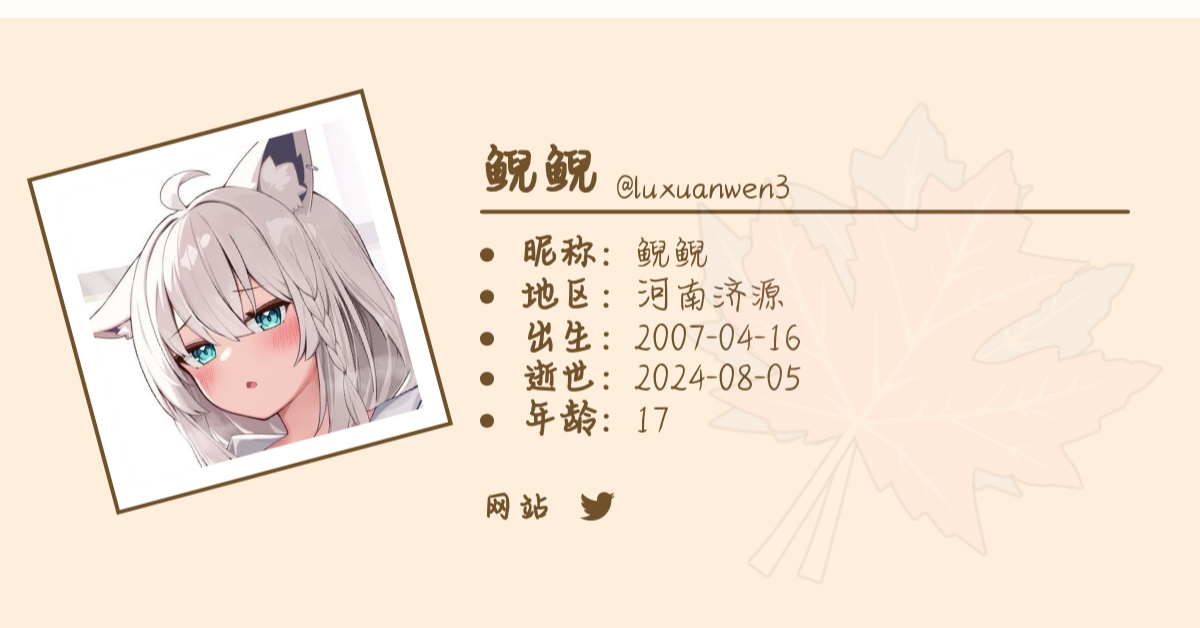 鲵鲵 @luxuanwen3
昵称: 鲵鲵
地区: 河南济源
出生: 2007-04-16
逝世: 2024-08-05
年龄: 17
网站